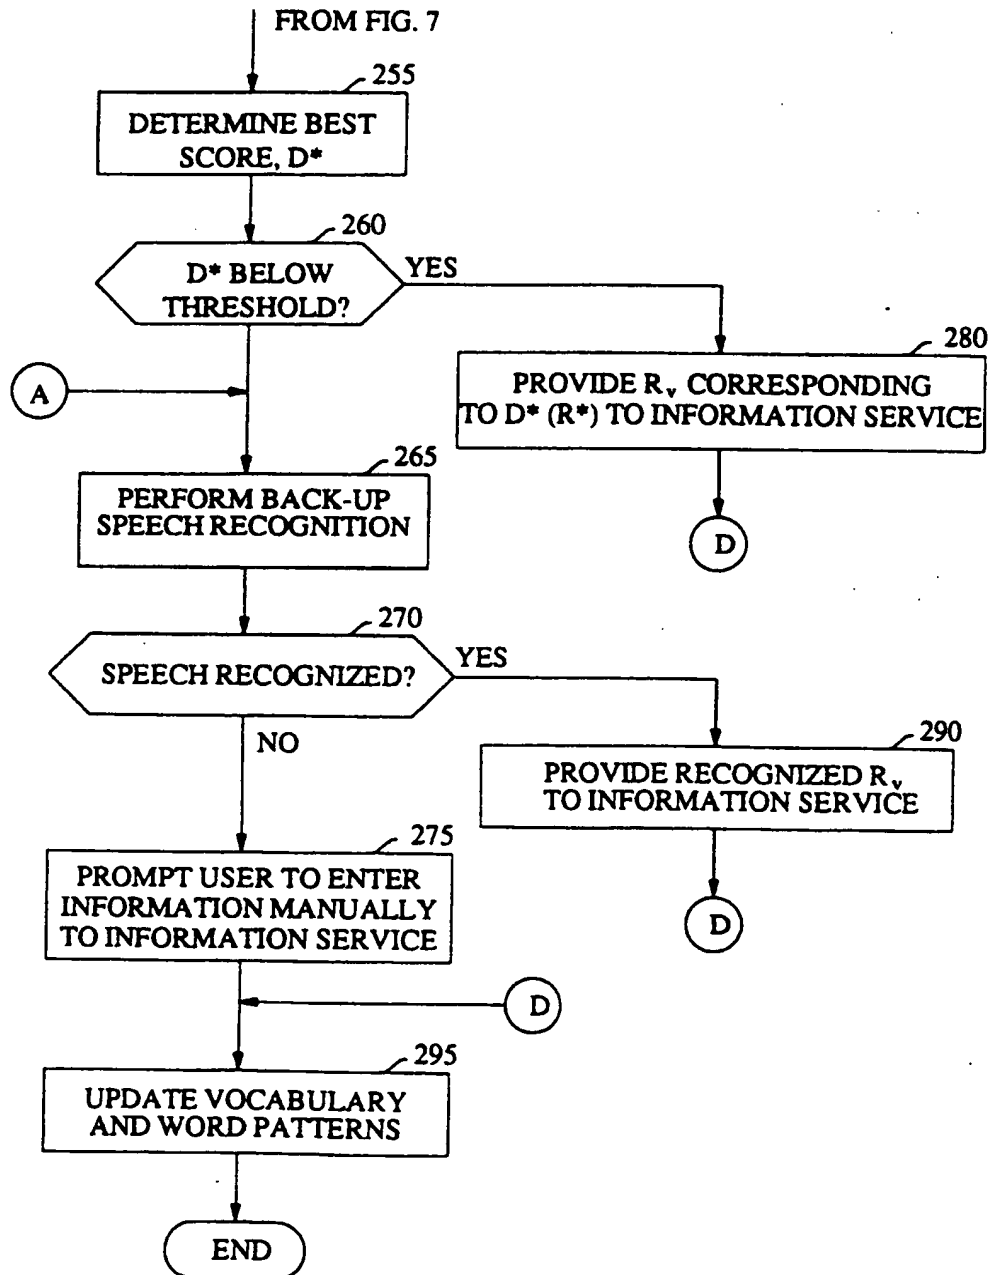 FROM FIG. 7
255
DETERMINE BEST
SCORE, D*
260
D* BELOW
THRESHOLD?
YES
280
PROVIDE Rv CORRESPONDING
TO D* (R*) TO INFORMATION SERVICE
A
D
265
PERFORM BACK-UP
SPEECH RECOGNITION
270
SPEECH RECOGNIZED?
YES
NO
290
PROVIDE RECOGNIZED Rv
TO INFORMATION SERVICE
D
275
PROMPT USER TO ENTER
INFORMATION MANUALLY
TO INFORMATION SERVICE
D
295
UPDATE VOCABULARY
AND WORD PATTERNS
END